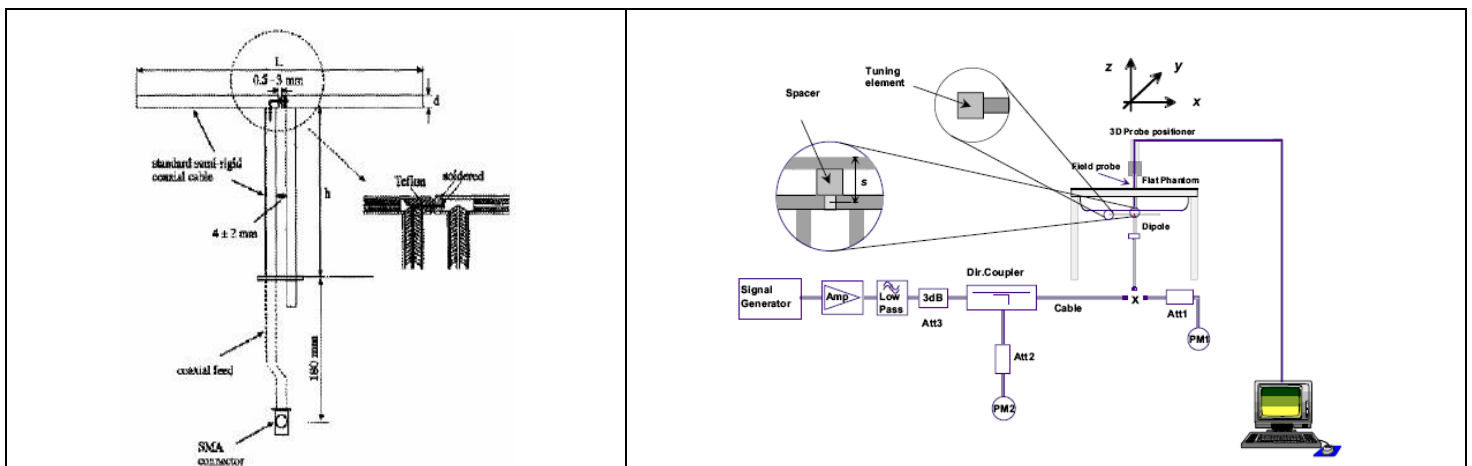 L
0.5–3 mm
d
standard semi-rigid
coaxial cable
h
Teflon
soldered
4 ± 2 mm
coaxial feed
180 mm
SMA
connector
Tuning
element
Spacer
s
z
y
x
3D Probe positioner
Field probe
Flat Phantom
Dipole
Dir.Coupler
Signal
Generator
Amp
Low
Pass
3dB
Att3
Cable
x
Att1
PM1
Att2
PM2